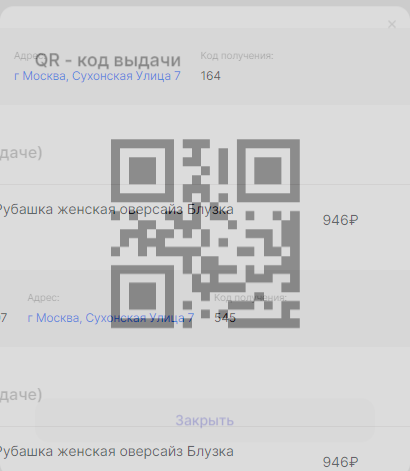 Адрес:
Код получения:
QR - код выдачи
г Москва, Сухонская Улица 7
164
даче)
Рубашка женская оверсайз Блузка
946₽
Адрес:
Код получения:
7
г Москва, Сухонская Улица 7
545
даче)
Закрыть
Рубашка женская оверсайз Блузка
946₽